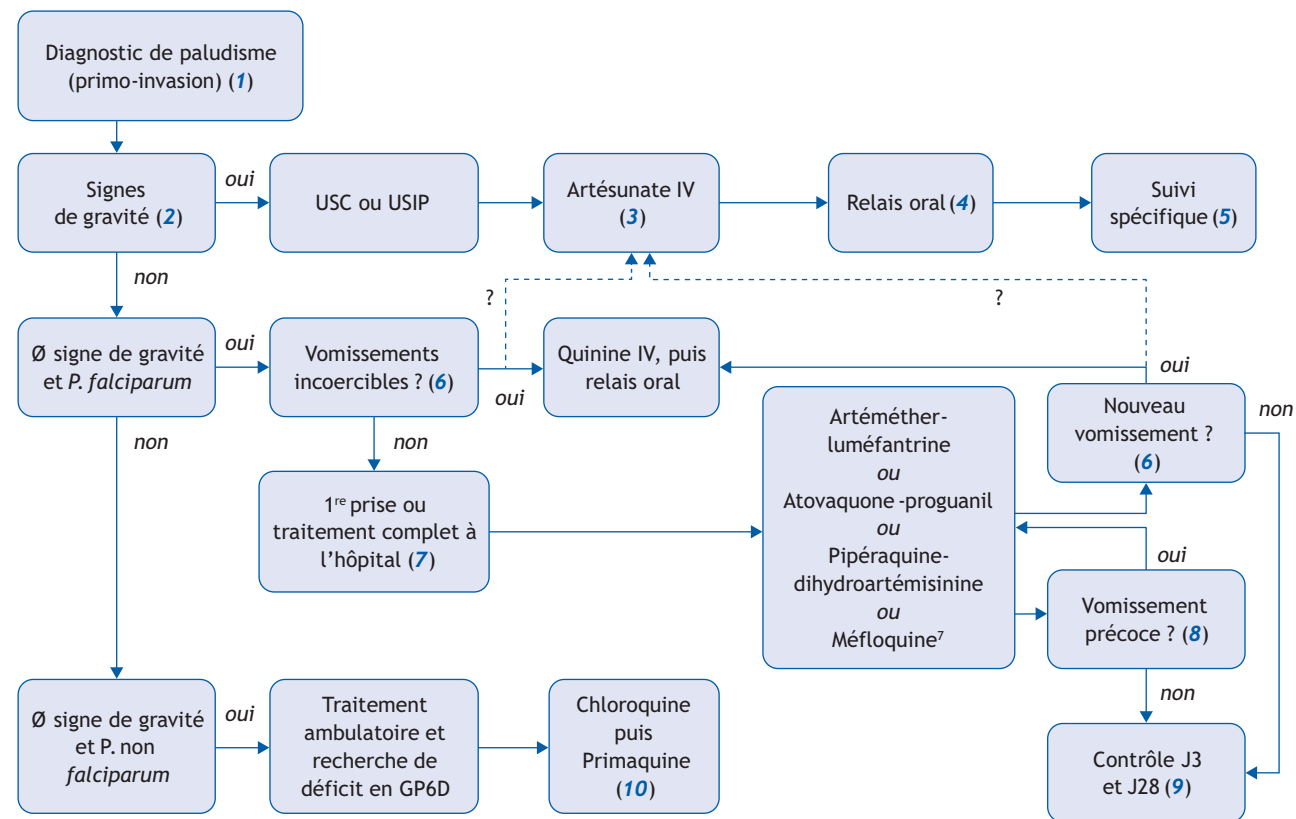 Diagnostic de paludisme
(primo-invasion) (1)
Signes
de gravité (2)
oui
USC ou USIP
Artésunate IV
(3)
Relais oral (4)
Suivi
spécifique (5)
non
?
?
Ø signe de gravité
et P. falciparum
oui
Vomissements
incoercibles ? (6)
oui
Quinine IV, puis
relais oral
non
non
1re prise ou
traitement complet à
l'hôpital (7)
Artéméther-
luméfantrine
ou
Atovaquone -proguanil
ou
Pipéraquine-
dihydroartémisinine
ou
Méfloquine7
oui
Nouveau
vomissement ?
(6)
non
oui
Vomissement
précoce ? (8)
non
Contrôle J3
et J28 (9)
Ø signe de gravité
et P. non
falciparum
oui
Traitement
ambulatoire et
recherche de
déficit en GP6D
Chloroquine
puis
Primaquine
(10)